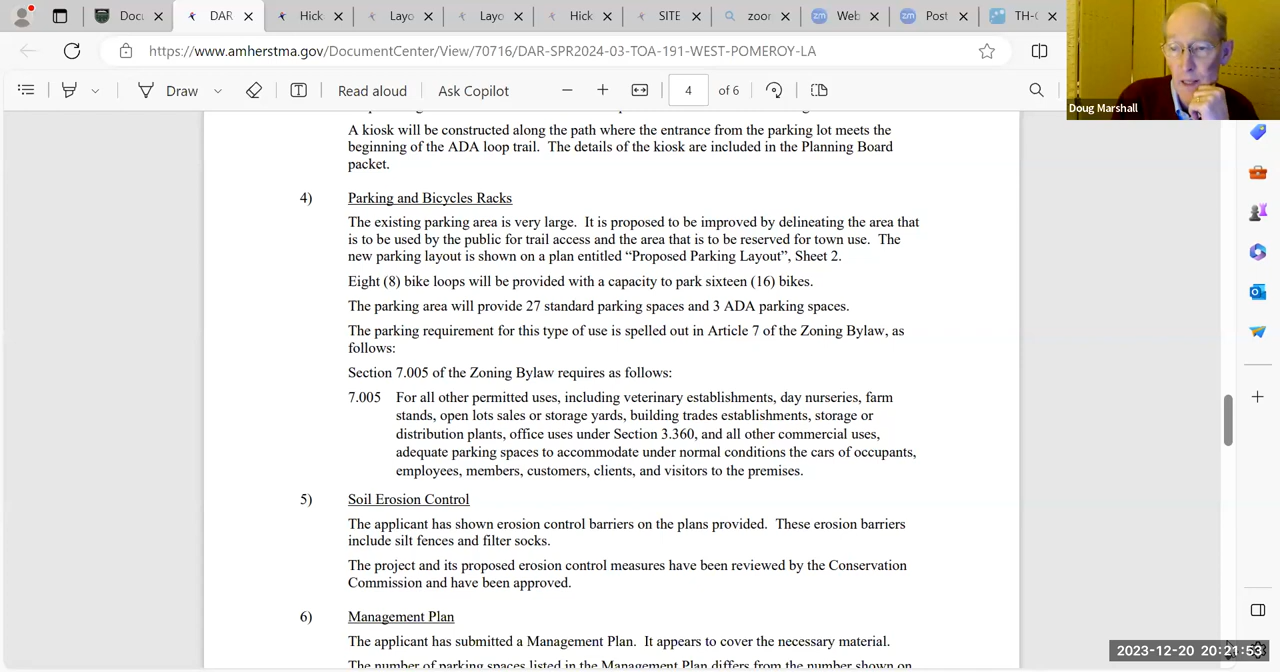 Docu
DAR
Hick
Layo
Layo
Hick
SITE
zoor
Web
Post
TH-C
https://www.amherstma.gov/DocumentCenter/View/70716/DAR-SPR2024-03-TOA-191-WEST-POMEROY-LA
Draw
Read aloud
Ask Copilot
4
of 6
Doug Marshall
A kiosk will be constructed along the path where the entrance from the parking lot meets the
beginning of the ADA loop trail. The details of the kiosk are included in the Planning Board
packet.
4) Parking and Bicycles Racks
The existing parking area is very large. It is proposed to be improved by delineating the area that
is to be used by the public for trail access and the area that is to be reserved for town use. The
new parking layout is shown on a plan entitled “Proposed Parking Layout”, Sheet 2.
Eight (8) bike loops will be provided with a capacity to park sixteen (16) bikes.
The parking area will provide 27 standard parking spaces and 3 ADA parking spaces.
The parking requirement for this type of use is spelled out in Article 7 of the Zoning Bylaw, as
follows:
Section 7.005 of the Zoning Bylaw requires as follows:
7.005 For all other permitted uses, including veterinary establishments, day nurseries, farm
stands, open lots sales or storage yards, building trades establishments, storage or
distribution plants, office uses under Section 3.360, and all other commercial uses,
adequate parking spaces to accommodate under normal conditions the cars of occupants,
employees, members, customers, clients, and visitors to the premises.
5) Soil Erosion Control
The applicant has shown erosion control barriers on the plans provided. These erosion barriers
include silt fences and filter socks.
The project and its proposed erosion control measures have been reviewed by the Conservation
Commission and have been approved.
6) Management Plan
The applicant has submitted a Management Plan. It appears to cover the necessary material.
The number of parking spaces listed in the Management Plan differs from the number shown on
2023-12-20 20:21:53